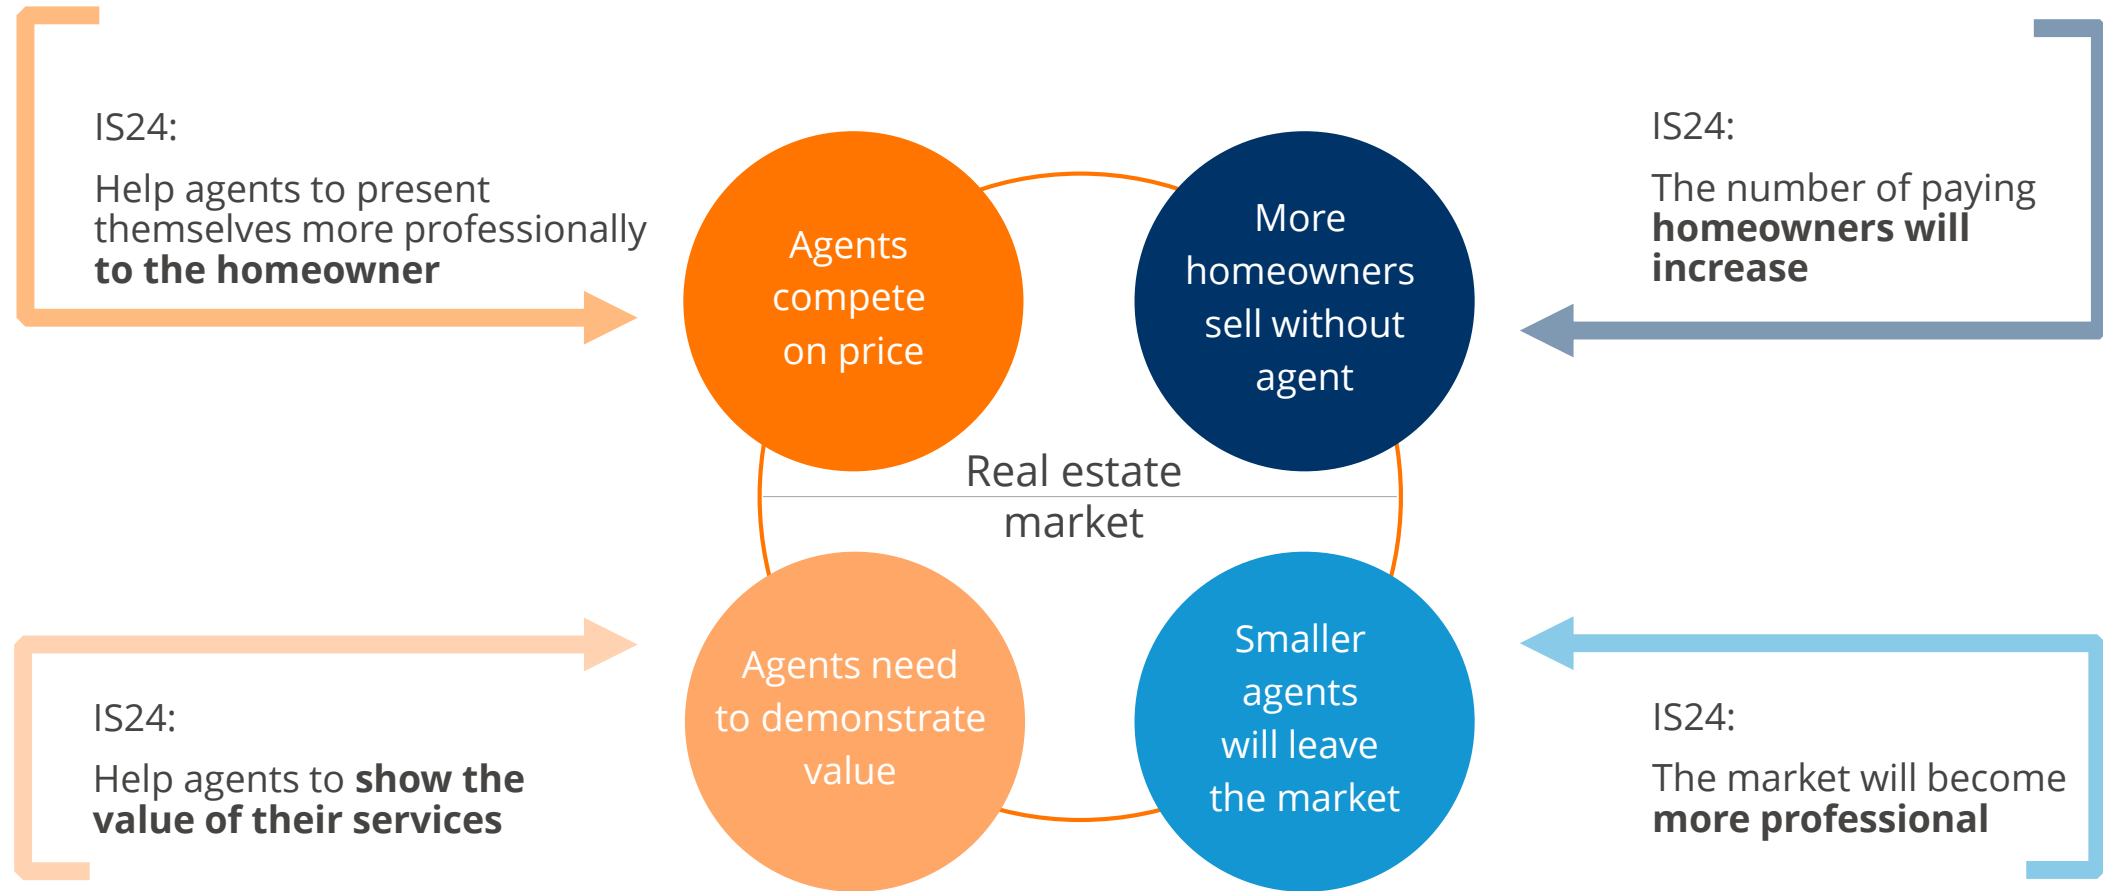 IS24:
Help agents to present
themselves more professionally
to the homeowner
Agents
compete
on price
More
homeowners
sell without
agent
IS24:
The number of paying
homeowners will
increase
Real estate
market
IS24:
Help agents to show the
value of their services
Agents need
to demonstrate
value
Smaller
agents
will leave
the market
IS24:
The market will become
more professional